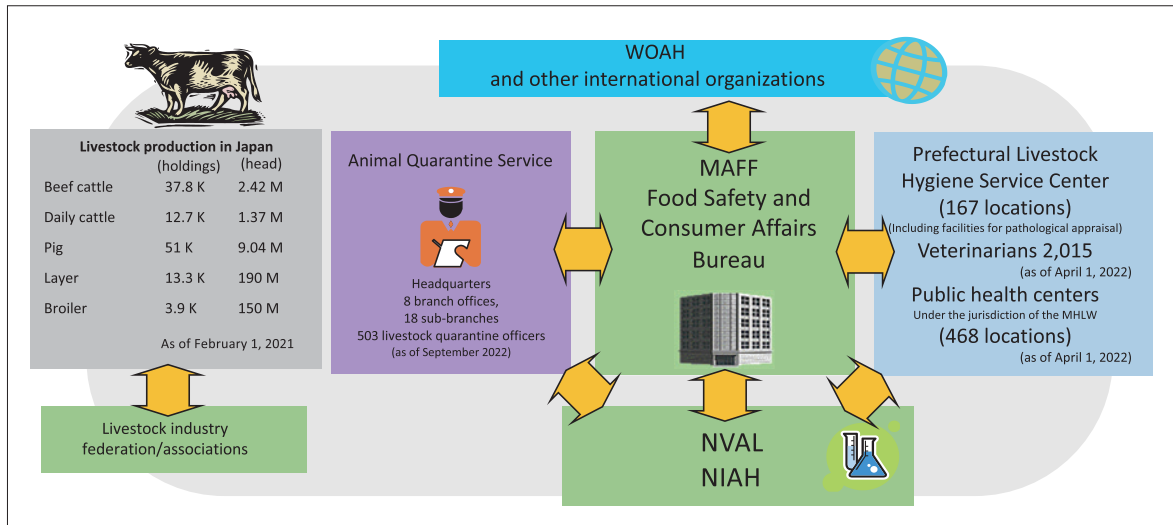 WOAH
and other international organizations
Livestock production in Japan
(holdings) (head)
Beef cattle 37.8 K 2.42 M
Daily cattle 12.7 K 1.37 M
Pig 51 K 9.04 M
Layer 13.3 K 190 M
Broiler 3.9 K 150 M
As of February 1, 2021
Livestock industry
federation/associations
Animal Quarantine Service
Headquarters
8 branch offices,
18 sub-branches
503 livestock quarantine officers
(as of September 2022)
MAFF
Food Safety and
Consumer Affairs
Bureau
Prefectural Livestock
Hygiene Service Center
(167 locations)
(Including facilities for pathological appraisal)
Veterinarians 2,015
(as of April 1, 2022)
Public health centers
Under the jurisdiction of the MHLW
(468 locations)
(as of April 1, 2022)
NVAL
NIAH